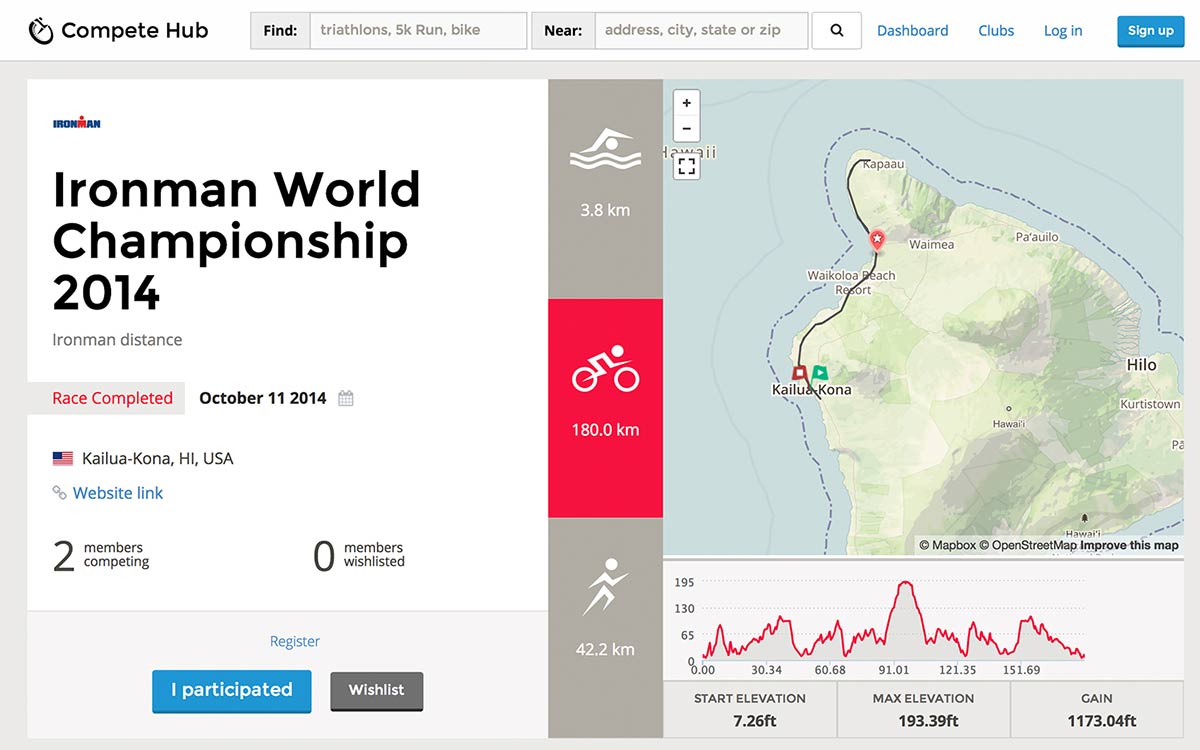 Compete Hub
Find: triathlons, 5k Run, bike
Near: address, city, state or zip
Dashboard
Clubs
Log in
Sign up
IRONMAN
Ironman World
Championship
2014
Ironman distance
Race Completed
October 11 2014
Kailua-Kona, HI, USA
Website link
2 members
competing
0 members
wishlisted
Register
I participated
Wishlist
3.8 km
180.0 km
42.2 km
+
−
Hawaii
Kapaau
Waimea
Pa'auilo
Waikoloa Beach
Resort
Hilo
Kailua-Kona
Kurtistown
Hawai'i
Pā
Hawai'i
© Mapbox © OpenStreetMap Improve this map
195
130
65
0
0.00 30.34 60.68 91.01 121.35 151.69
START ELEVATION
7.26ft
MAX ELEVATION
193.39ft
GAIN
1173.04ft